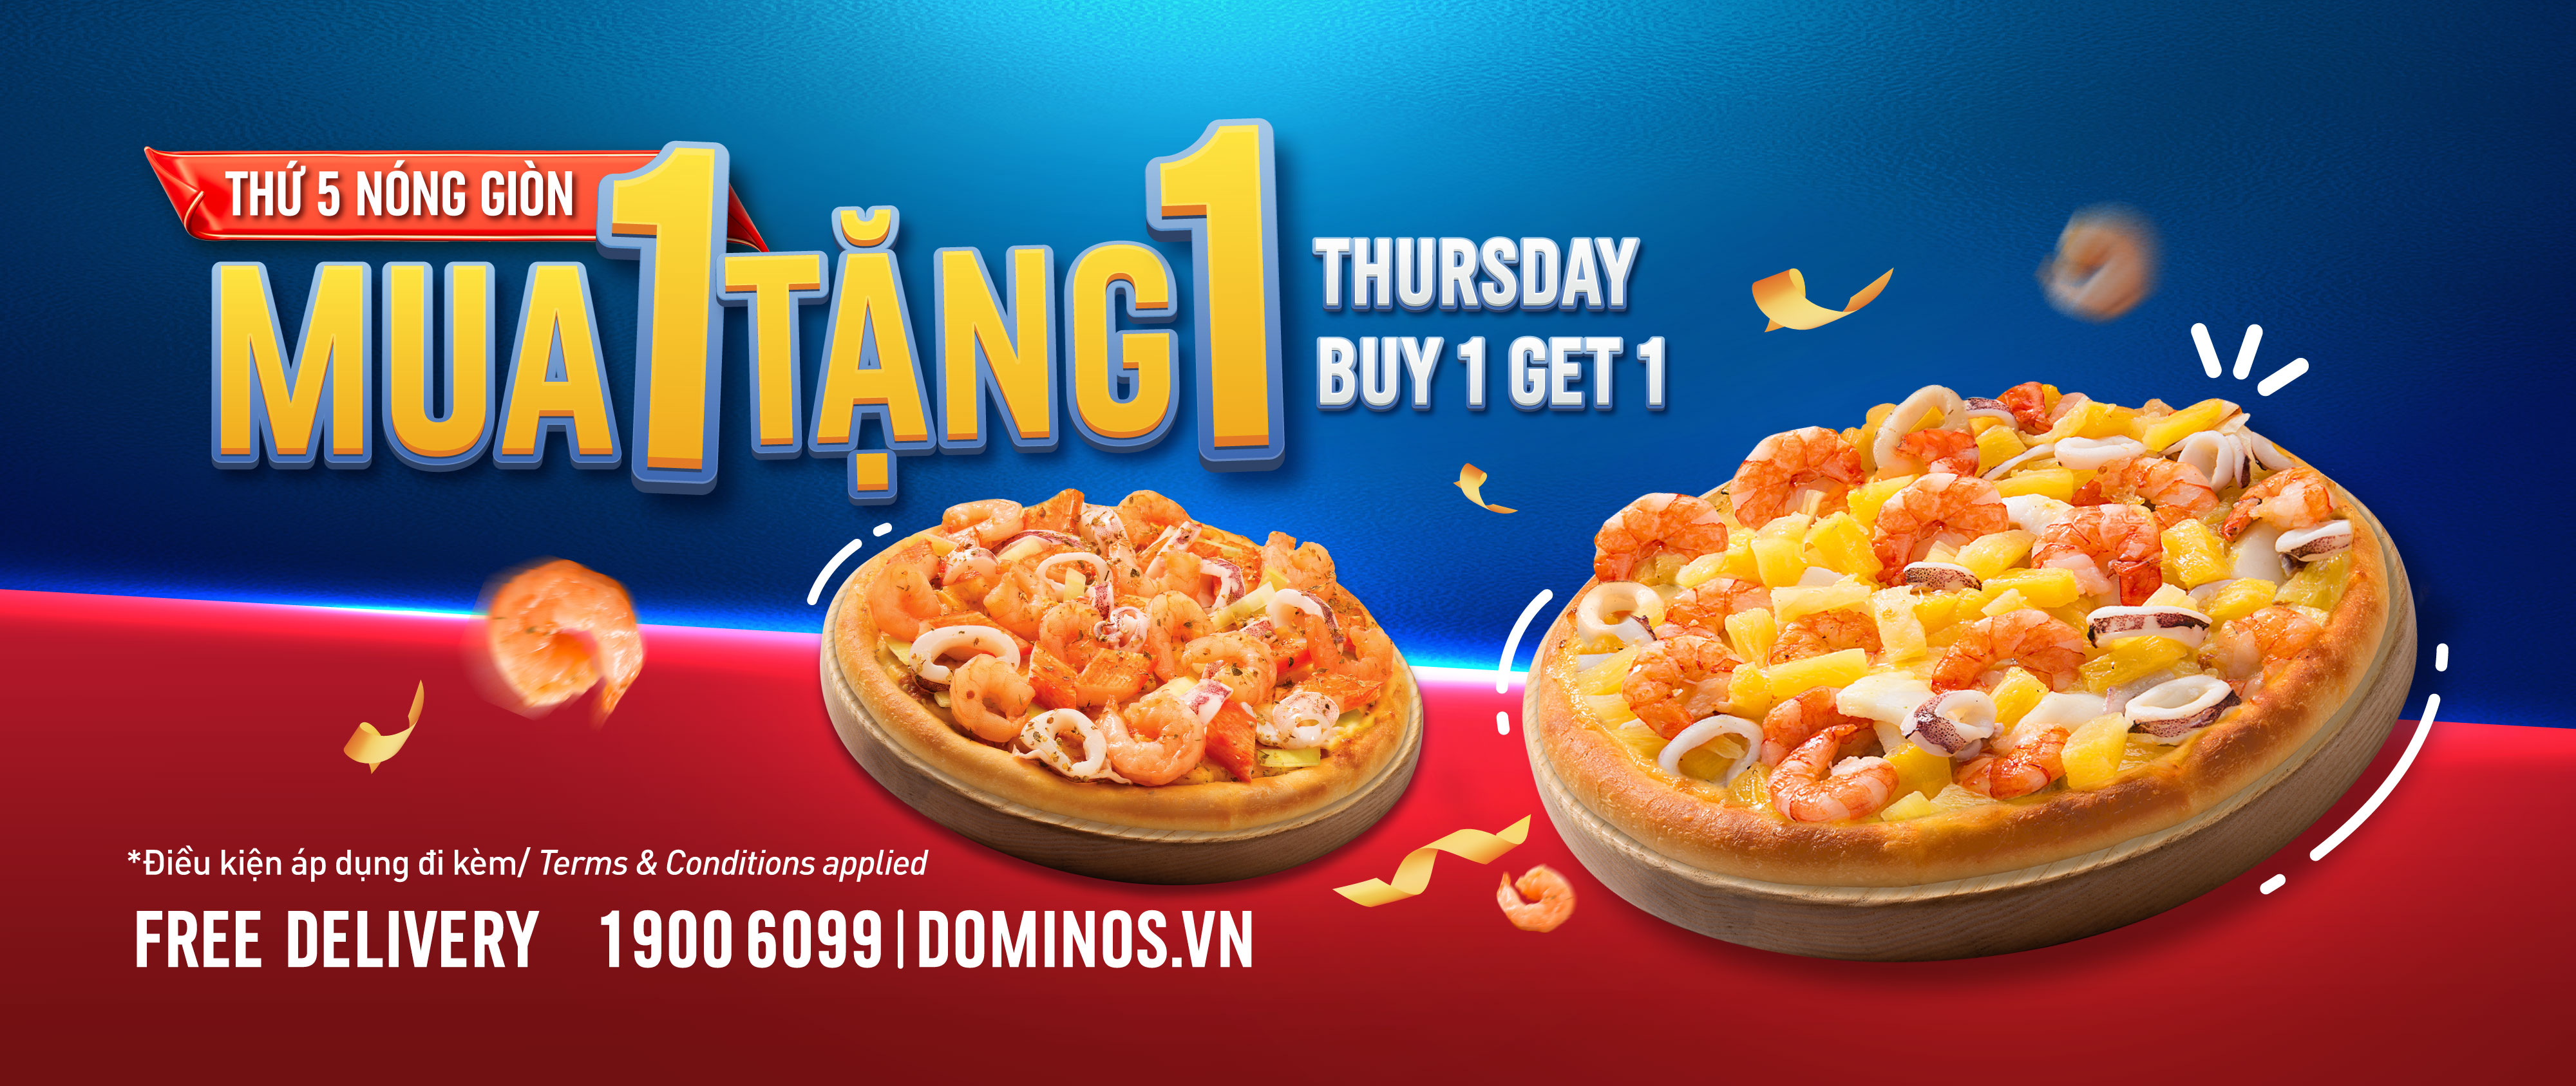 THỨ 5 NÓNG GIÒN
MUA 1 TẶNG 1
THURSDAY
BUY 1 GET 1
*Điều kiện áp dụng đi kèm/ Terms & Conditions applied
FREE DELIVERY 1900 6099 | DOMINOS.VN